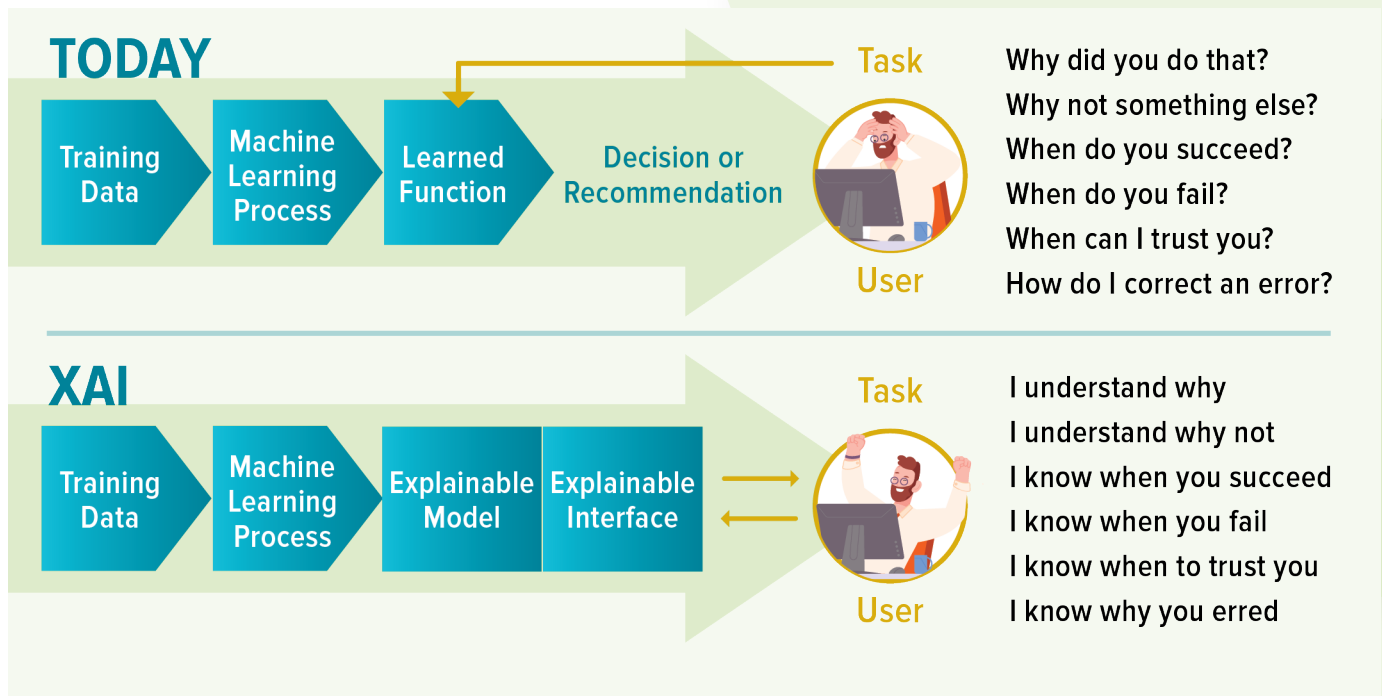 TODAY
Training
Data
Machine
Learning
Process
Learned
Function
Decision or
Recommendation
Task
User
Why did you do that?
Why not something else?
When do you succeed?
When do you fail?
When can I trust you?
How do I correct an error?
XAI
Training
Data
Machine
Learning
Process
Explainable
Model
Explainable
Interface
Task
User
I understand why
I understand why not
I know when you succeed
I know when you fail
I know when to trust you
I know why you erred